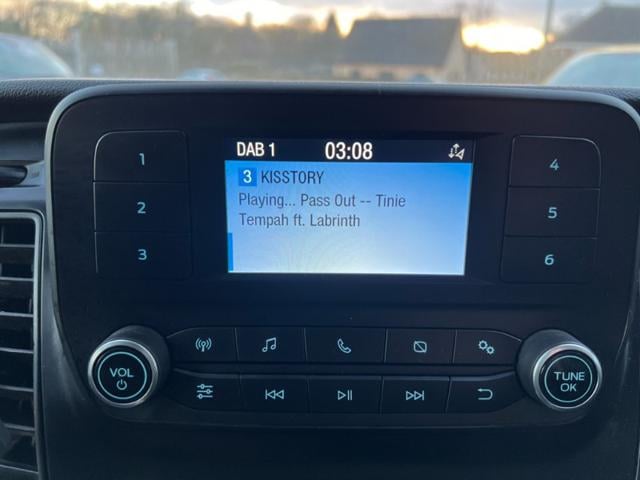 DAB 1 03:08
3 KISSTORY
Playing... Pass Out -- Tinie
Tempah ft. Labrinth
1
2
3
4
5
6
VOL
TUNE
OK